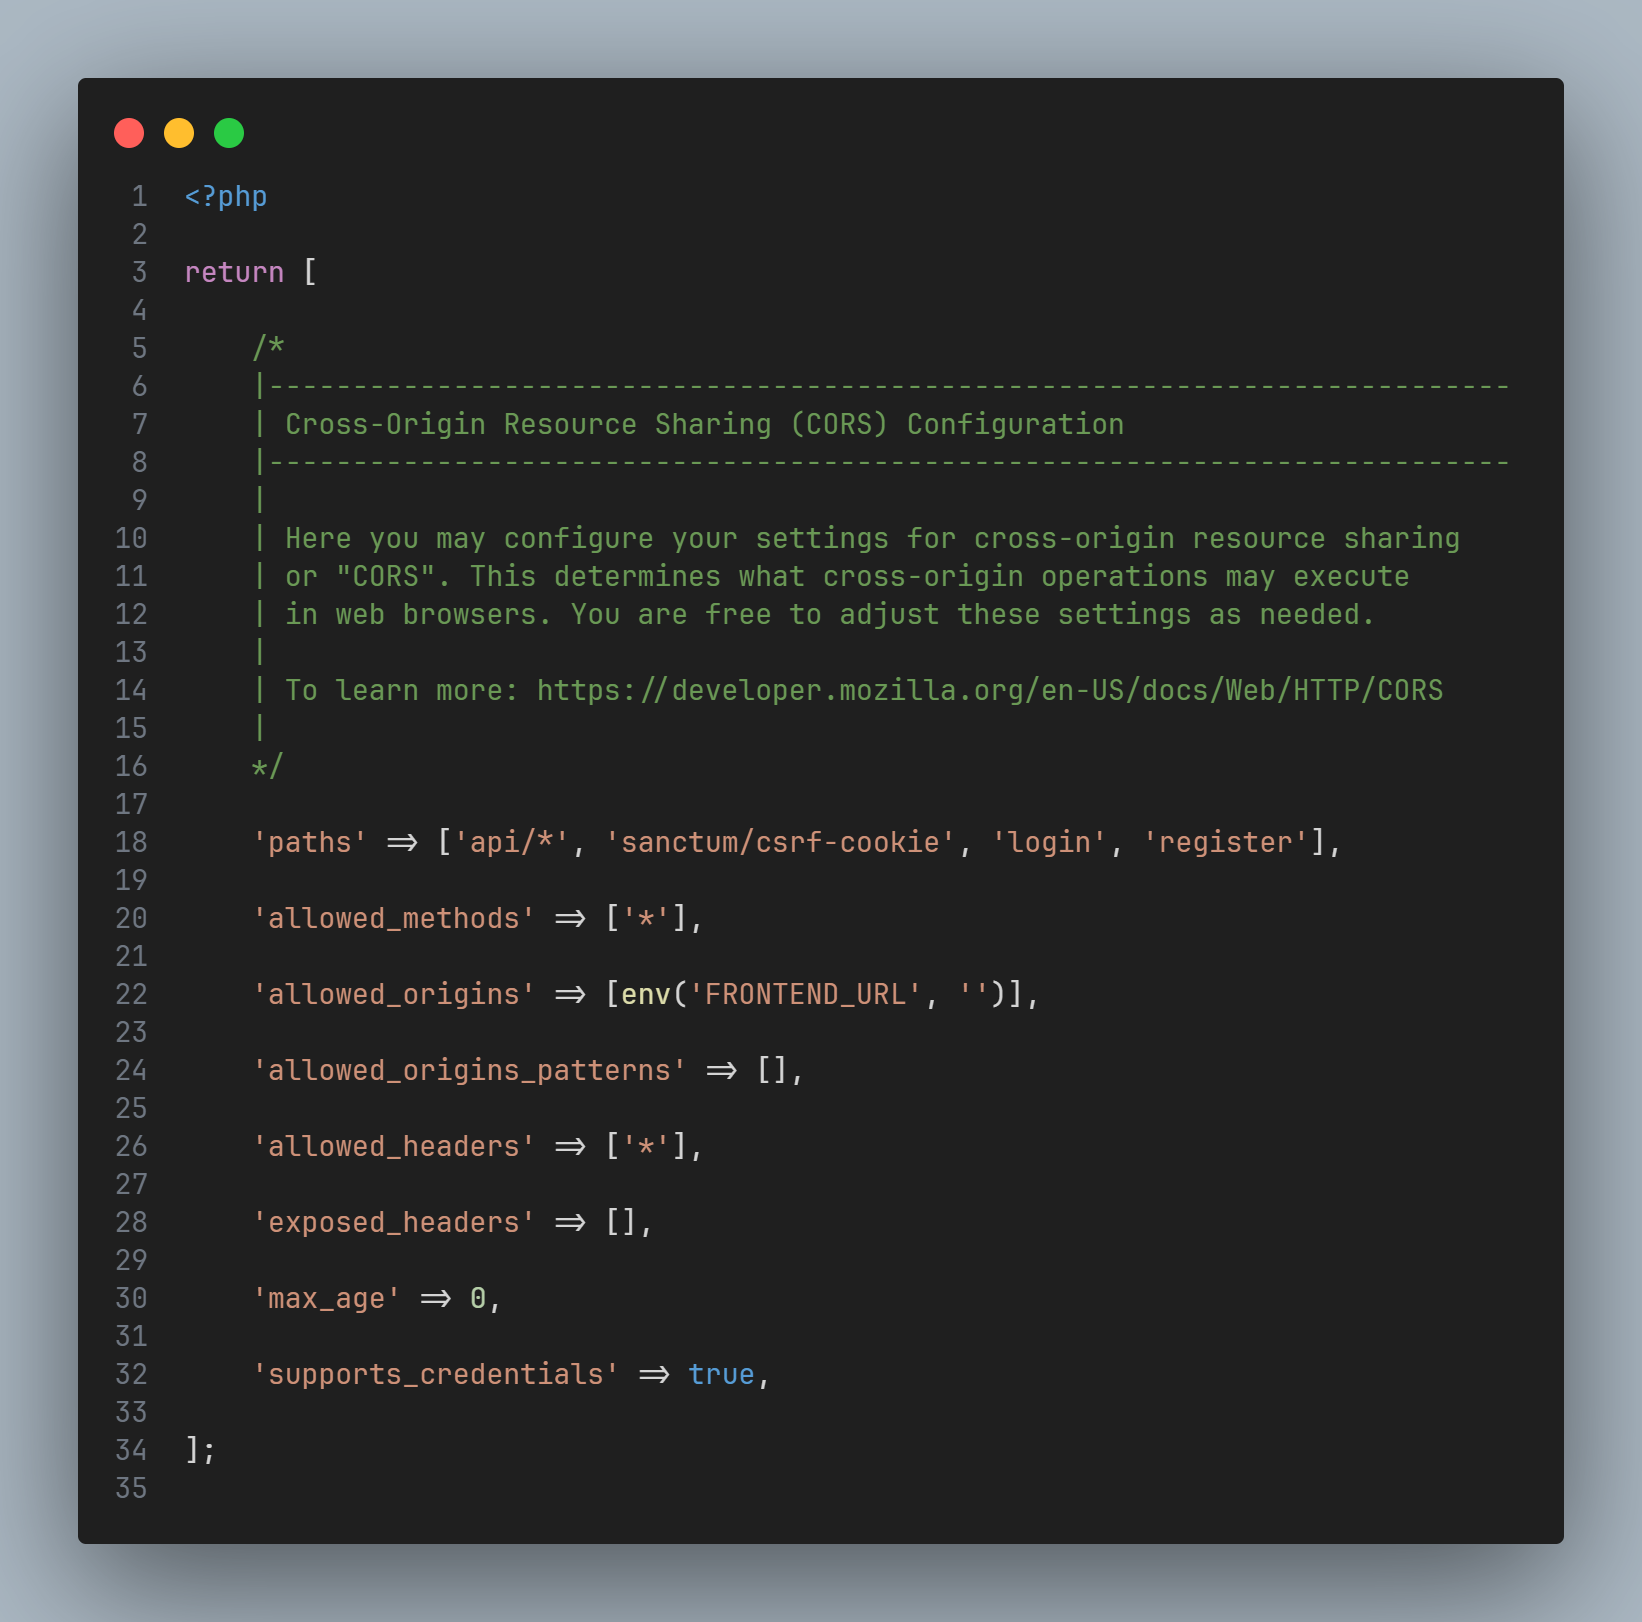 1 <?php
2
3 return [
4
5     /*
6     |--------------------------------------------------------------------------
7     | Cross-Origin Resource Sharing (CORS) Configuration
8     |--------------------------------------------------------------------------
9     |
10     | Here you may configure your settings for cross-origin resource sharing
11     | or "CORS". This determines what cross-origin operations may execute
12     | in web browsers. You are free to adjust these settings as needed.
13     |
14     | To learn more: https://developer.mozilla.org/en-US/docs/Web/HTTP/CORS
15     |
16     */
17
18     'paths' => ['api/*', 'sanctum/csrf-cookie', 'login', 'register'],
19
20     'allowed_methods' => ['*'],
21
22     'allowed_origins' => [env('FRONTEND_URL', '')],
23
24     'allowed_origins_patterns' => [],
25
26     'allowed_headers' => ['*'],
27
28     'exposed_headers' => [],
29
30     'max_age' => 0,
31
32     'supports_credentials' => true,
33
34 ];
35